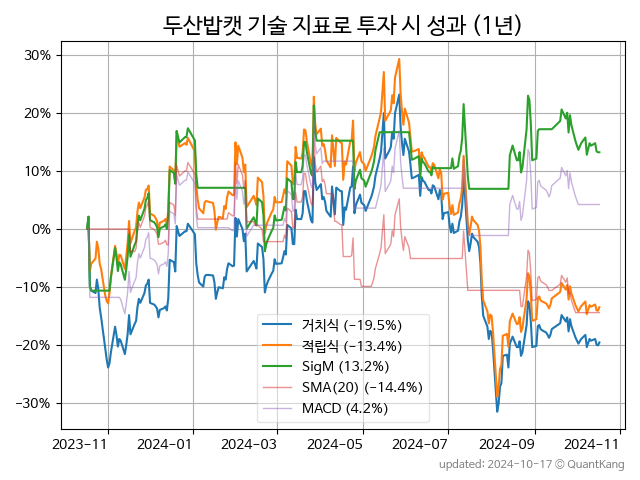 두산밥캣 기술 지표로 투자 시 성과 (1년)
30%
20%
10%
0%
−10%
−20%
−30%
거치식 (−19.5%)
적립식 (−13.4%)
SigM (13.2%)
SMA(20) (−14.4%)
MACD (4.2%)
2023-11 2024-01 2024-03 2024-05 2024-07 2024-09 2024-11
updated: 2024-10-17 © QuantKang